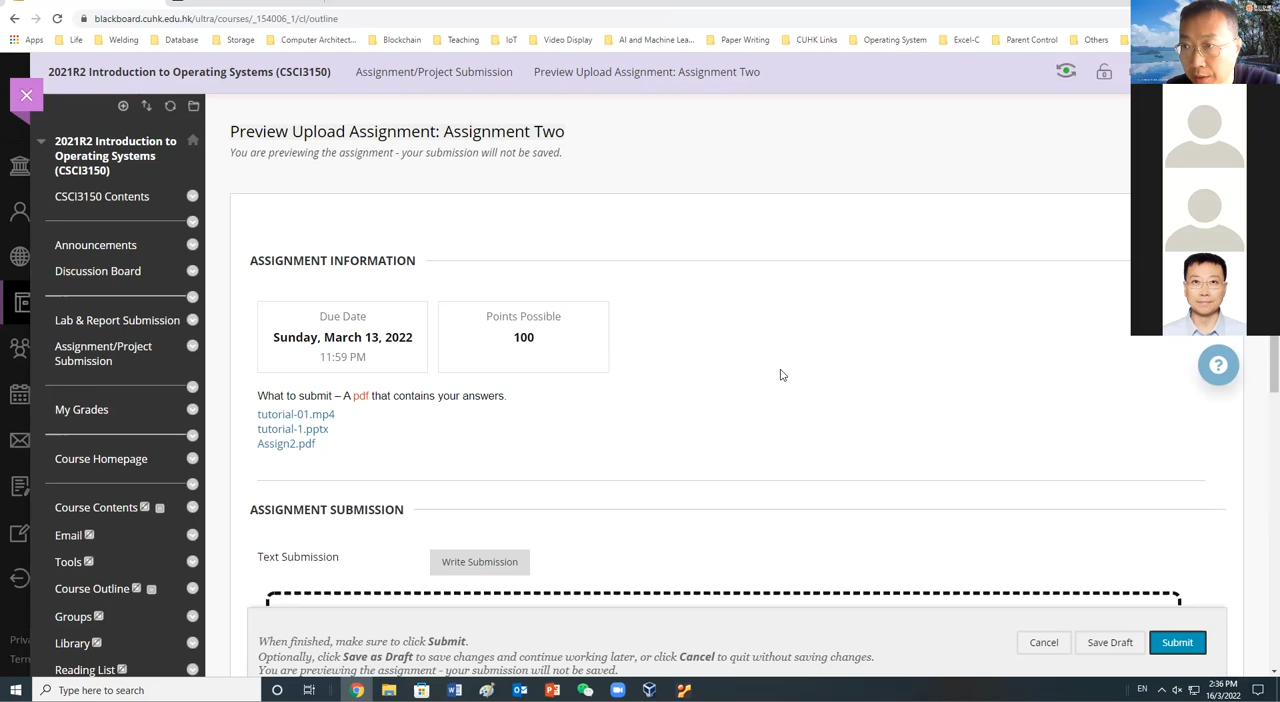 blackboard.cuhk.edu.hk/ultra/courses/_154006_1/cl/outline
Apps Life Welding Database Storage Computer Architect... Blockchain Teaching IoT Video Display AI and Machine Lea... Paper Writing CUHK Links Operating System Excel-C Parent Control Others
2021R2 Introduction to Operating Systems (CSCI3150) Assignment/Project Submission Preview Upload Assignment: Assignment Two
2021R2 Introduction to
Operating Systems
(CSCI3150)
CSCI3150 Contents
Announcements
Discussion Board
Lab & Report Submission
Assignment/Project
Submission
My Grades
Course Homepage
Course Contents
Email
Tools
Course Outline
Groups
Library
Reading List
Priva
Term
Preview Upload Assignment: Assignment Two
You are previewing the assignment - your submission will not be saved.
ASSIGNMENT INFORMATION
Due Date
Sunday, March 13, 2022
11:59 PM
Points Possible
100
What to submit – A pdf that contains your answers.
tutorial-01.mp4
tutorial-1.pptx
Assign2.pdf
ASSIGNMENT SUBMISSION
Text Submission
Write Submission
When finished, make sure to click Submit.
Optionally, click Save as Draft to save changes and continue working later, or click Cancel to quit without saving changes.
You are previewing the assignment - your submission will not be saved.
Cancel
Save Draft
Submit
?
Type here to search
EN
2:36 PM
16/3/2022